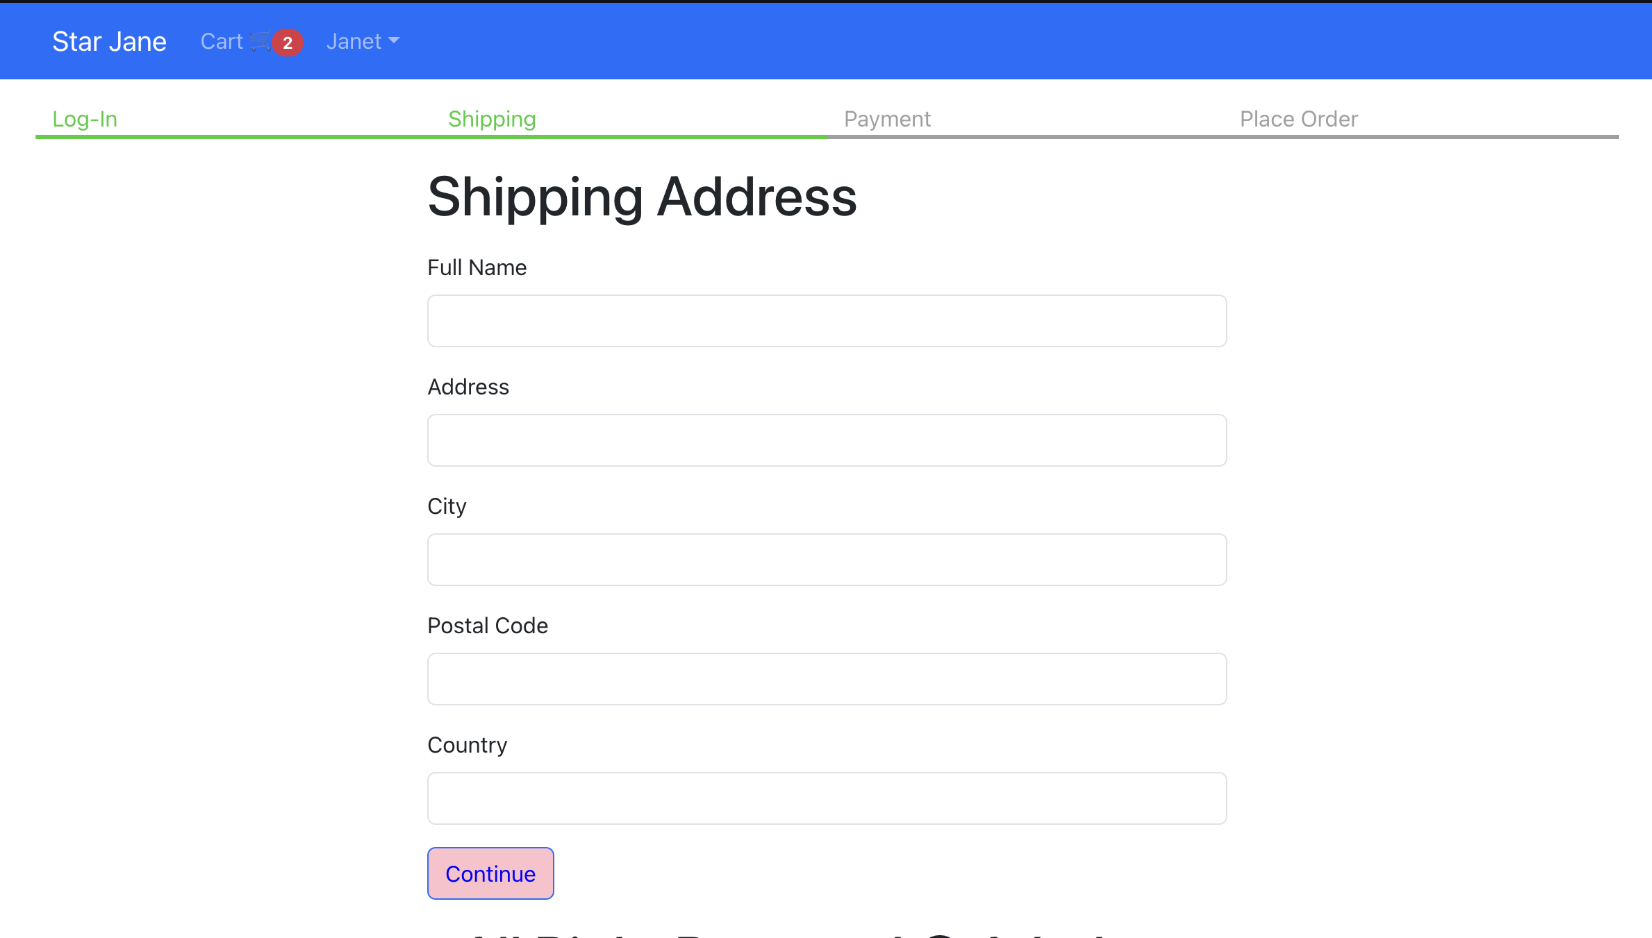 Star Jane Cart 2 Janet
Log-In Shipping Payment Place Order
Shipping Address
Full Name
Address
City
Postal Code
Country
Continue